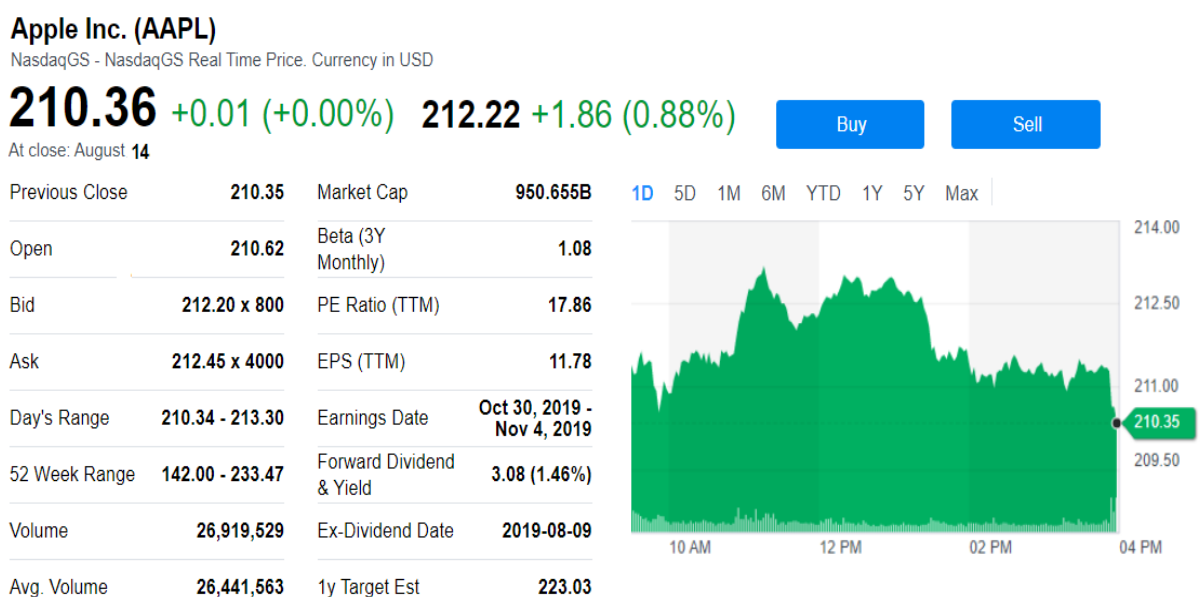 Apple Inc. (AAPL)
NasdaqGS - NasdaqGS Real Time Price. Currency in USD
210.36 +0.01 (+0.00%) 212.22 +1.86 (0.88%)
Buy
Sell
At close: August 14
Previous Close 210.35
Open 210.62
Bid 212.20 x 800
Ask 212.45 x 4000
Day's Range 210.34 - 213.30
52 Week Range 142.00 - 233.47
Volume 26,919,529
Avg. Volume 26,441,563
Market Cap 950.655B
Beta (3Y
Monthly) 1.08
PE Ratio (TTM) 17.86
EPS (TTM) 11.78
Earnings Date Oct 30, 2019 -
Nov 4, 2019
Forward Dividend
& Yield 3.08 (1.46%)
Ex-Dividend Date 2019-08-09
1y Target Est 223.03
1D 5D 1M 6M YTD 1Y 5Y Max
214.00
212.50
211.00
210.35
209.50
10 AM 12 PM 02 PM 04 PM